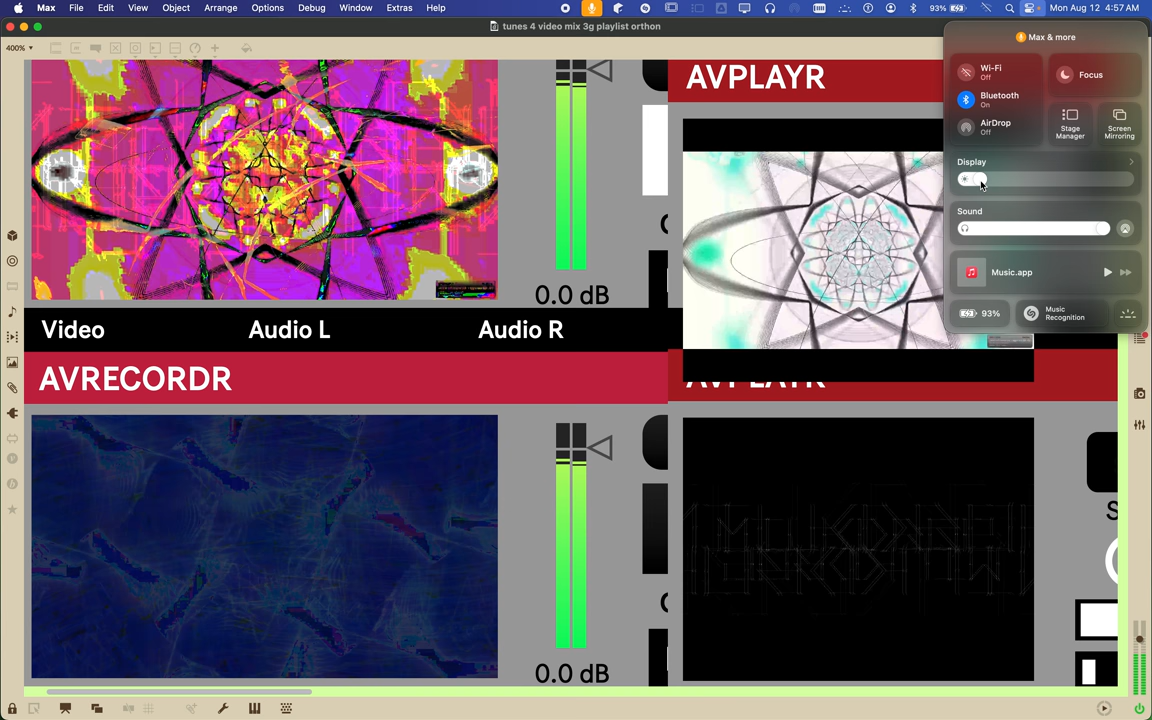 Max File Edit View Object Arrange Options Debug Window Extras Help
93% Mon Aug 12 4:57 AM
tunes 4 video mix 3g playlist orthon
400%
Max & more
Wi-Fi
Off
Focus
Bluetooth
On
AirDrop
Off
Stage
Manager
Screen
Mirroring
Display
Sound
Music.app
93%
Music
Recognition
AVPLAYR
0.0 dB
Video Audio L Audio R
AVRECORDR
AVPLAYR
0.0 dB